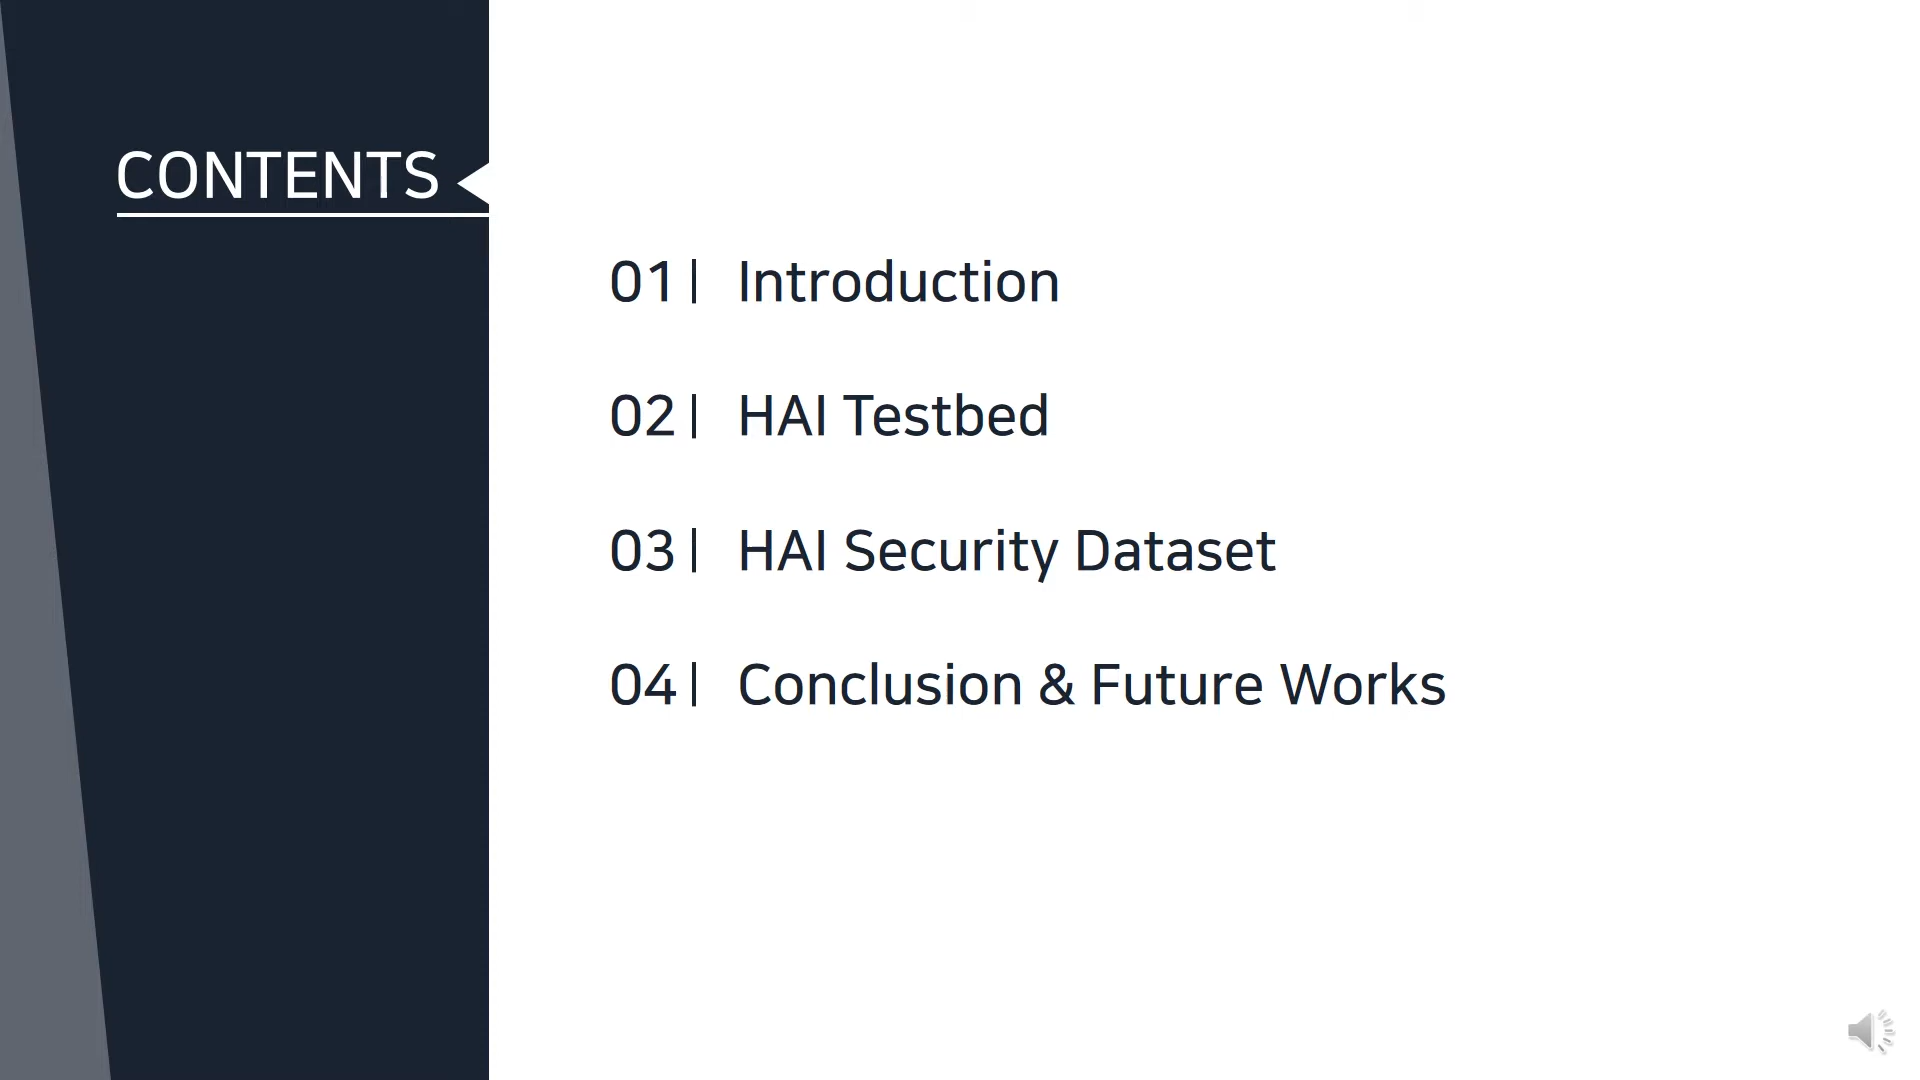 CONTENTS
01 | Introduction
02 | HAI Testbed
03 | HAI Security Dataset
04 | Conclusion & Future Works